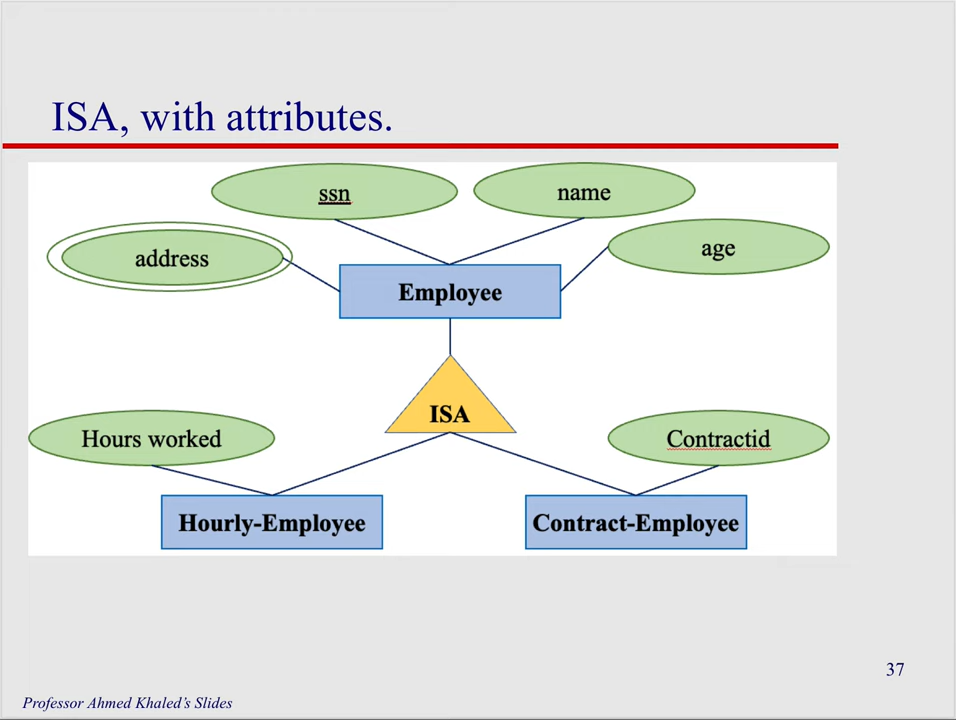 ISA, with attributes.
ssn
name
address
age
Employee
ISA
Hours worked
Contractid
Hourly-Employee
Contract-Employee
37
Professor Ahmed Khaled’s Slides